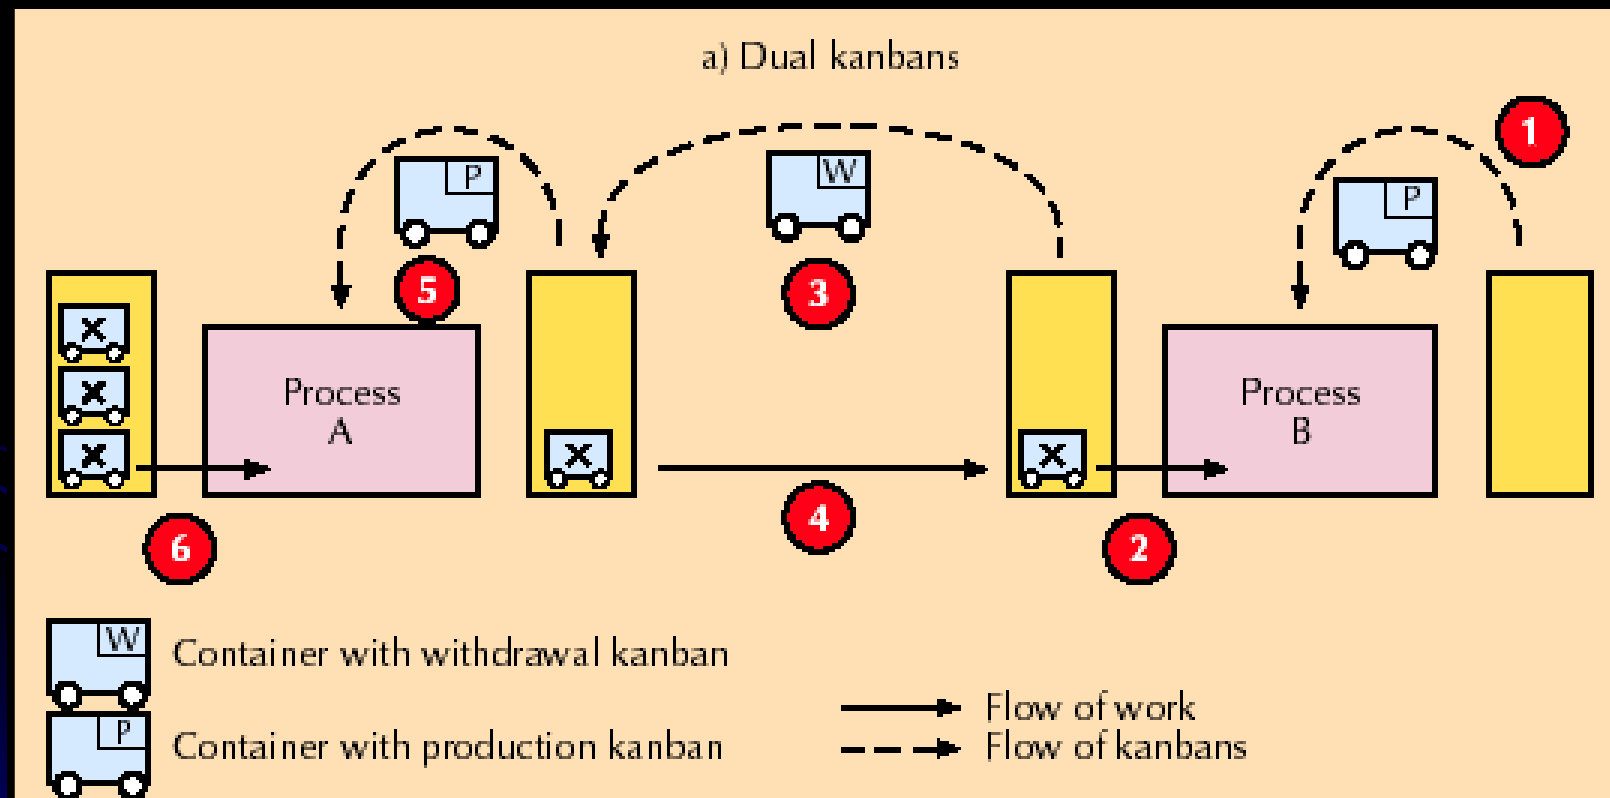 a) Dual kanbans
1
P
W
P
5
3
X
X
X
Process
A
X
X
Process
B
4
6
2
W
Container with withdrawal kanban
P
Container with production kanban
Flow of work
Flow of kanbans